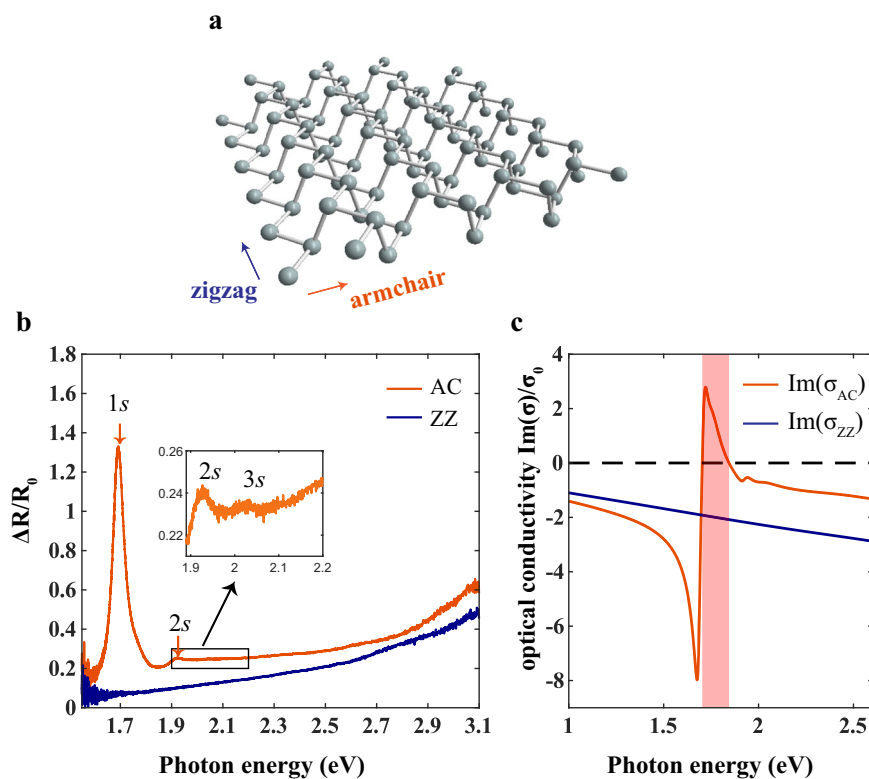 a
zigzag
armchair
b
1.8
1.6
1.4
1.2
1
0.8
0.6
0.4
0.2
0
ΔR/R0
1s
AC
ZZ
0.26
0.24
0.22
2s
3s
1.9
2
2.1
2.2
2s
1.7
1.9
2.1
2.3
2.5
2.7
2.9
3.1
Photon energy (eV)
c
4
2
0
-2
-4
-6
-8
optical conductivity Im(σ)/σ0
Im(σAC)
Im(σZZ)
1
1.5
2
2.5
Photon energy (eV)